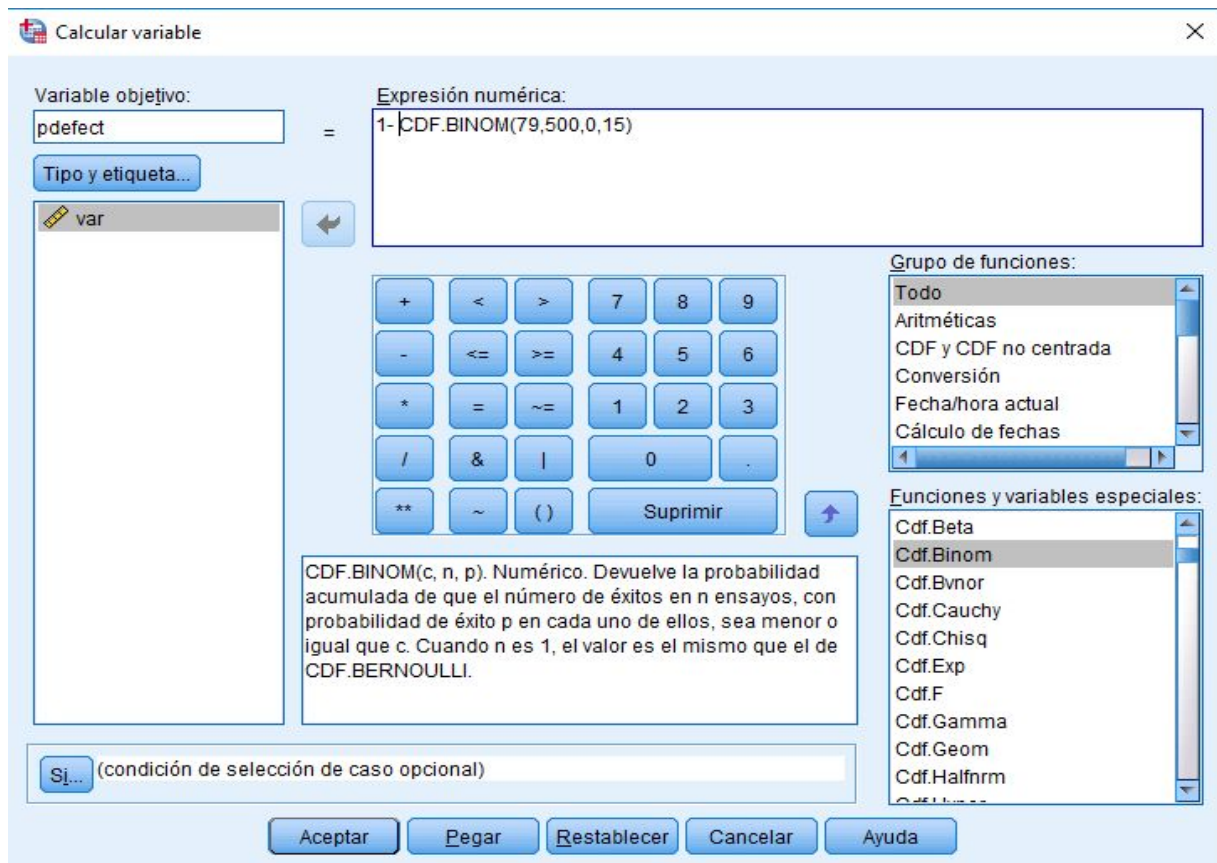 Calcular variable
Variable objetivo:
pdefect
=
Tipo y etiqueta...
var
Expresión numérica:
1- CDF.BINOM(79,500,0,15)
+ < > 7 8 9
- <= >= 4 5 6
* = ~= 1 2 3
/ & | 0 .
** ~ ( ) Suprimir
Grupo de funciones:
Todo
Aritméticas
CDF y CDF no centrada
Conversión
Fecha/hora actual
Cálculo de fechas
CDF.BINOM(c, n, p). Numérico. Devuelve la probabilidad
acumulada de que el número de éxitos en n ensayos, con
probabilidad de éxito p en cada uno de ellos, sea menor o
igual que c. Cuando n es 1, el valor es el mismo que el de
CDF.BERNOULLI.
Funciones y variables especiales:
Cdf.Beta
Cdf.Binom
Cdf.Bvnor
Cdf.Cauchy
Cdf.Chisq
Cdf.Exp
Cdf.F
Cdf.Gamma
Cdf.Geom
Cdf.Halfnrm
Si... (condición de selección de caso opcional)
Aceptar Pegar Restablecer Cancelar Ayuda